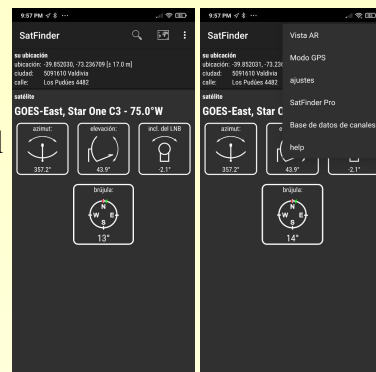 9:57 PM
SatFinder
su ubicación
ubicación: -39.852030, -73.236709 [± 17.0 m]
ciudad: 5091610 Valdivia
calle: Los Pudúes 4482
satélite
GOES-East, Star One C3 - 75.0°W
azimut:
357.2°
elevación:
43.9°
incl. del LNB
-2.1°
brújula:
N
W E
S
13°
9:57 PM
SatFinder
su ubicación
ubicación: -39.852031, -73.23
ciudad: 5091610 Valdivia
calle: Los Pudúes 4482
satélite
GOES-East, Star C
azimut:
357.2°
43.9°
-2.1°
brújula:
N
W E
S
14°
Vista AR
Modo GPS
ajustes
SatFinder Pro
Base de datos de canales
help